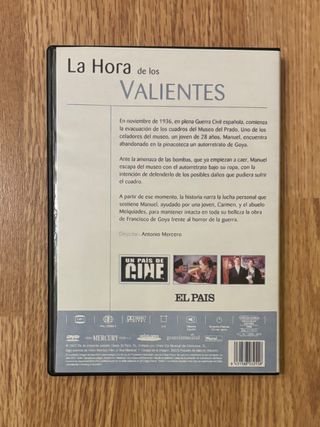 La Hora de los
VALIENTES
En noviembre de 1936, en plena Guerra Civil española, comienza
la evacuación de los cuadros del Museo del Prado. Uno de los
celadores del museo, un joven de 28 años, Manuel, encuentra
abandonado en la pinacoteca un autorretrato de Goya.
Ante la amenaza de las bombas, que ya empiezan a caer, Manuel
escapa del museo con el autorretrato bajo su ropa, con la
intención de defenderlo de los posibles daños que pudiera sufrir
el cuadro.
A partir de ese momento, la historia narra la lucha personal que
sostiene Manuel, ayudado por una joven, Carmen, y el abuelo
Melquiades, para mantener intacta en toda su belleza la obra
de Francisco de Goya frente al horror de la guerra.
Director: Antonio Mercero
UN PAIS DE
CINE
EL PAIS
DVD
MERCURY